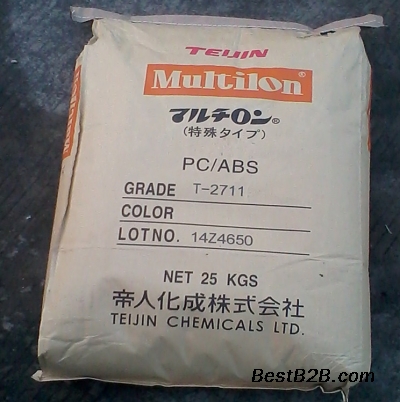 TEIJIN
Multilon®
マルチロン®
(特殊タイプ)
PC/ABS
GRADE T-2711
COLOR
LOTNO. 14Z4650
NET 25 KGS
帝人化成株式会社
TEIJIN CHEMICALS LTD.
BestB2B.com